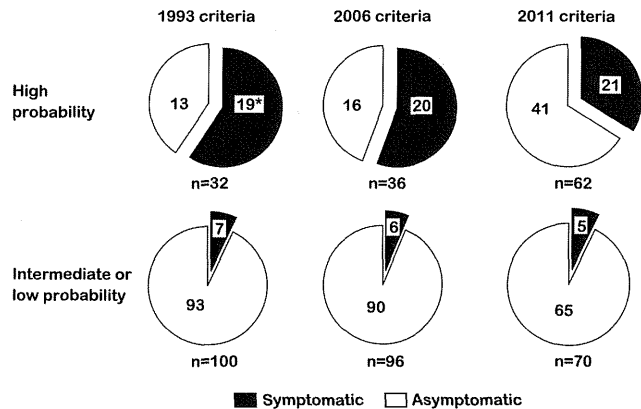 1993 criteria 2006 criteria 2011 criteria
High
probability
13 19* 16 20 41 21
n=32 n=36 n=62
Intermediate or
low probability
7 6 5
93 90 65
n=100 n=96 n=70
Symptomatic Asymptomatic